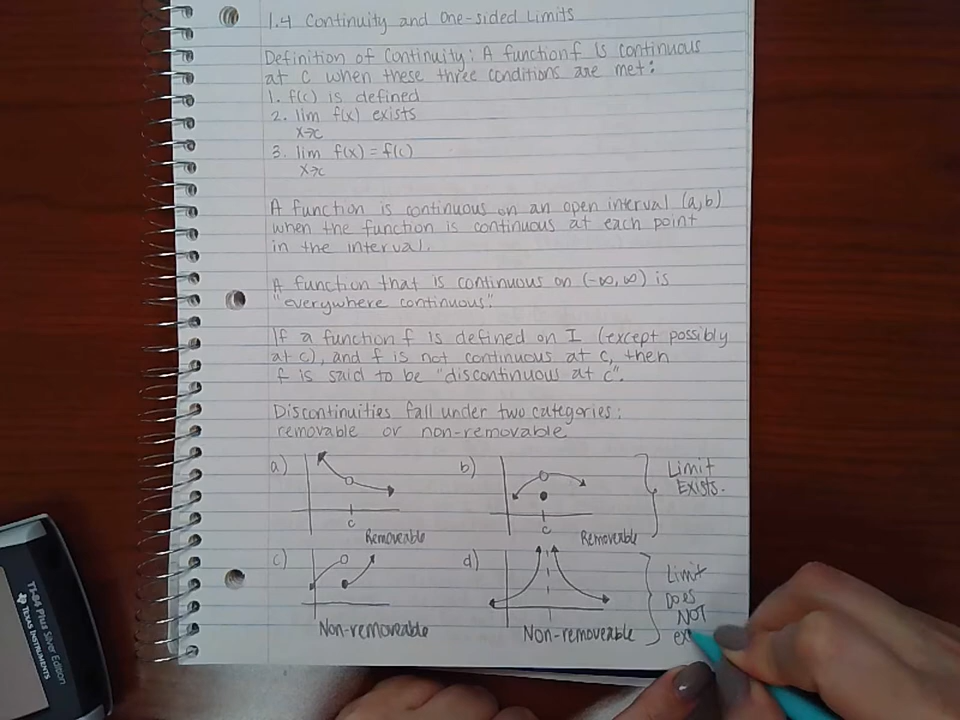 1.4 Continuity and One-sided Limits
Definition of Continuity: A function f is continuous
at c when these three conditions are met:
1. f(c) is defined
2. lim f(x) exists
x→c
3. lim f(x) = f(c)
x→c
A function is continuous on an open interval (a,b)
when the function is continuous at each point
in the interval.
A function that is continuous on (-∞, ∞) is
"everywhere continuous"
If a function f is defined on I (except possibly
at c), and f is not continuous at c, then
f is said to be "discontinuous at c".
Discontinuities fall under two categories:
removable or non-removable
a)
b)
Limit
Exists.
c
c
Removeable
Removeable
c)
d)
Limit
Does
NOT
ex
Non-removeable
Non-removeable
TI-84 Plus Silver Edition
TEXAS INSTRUMENTS